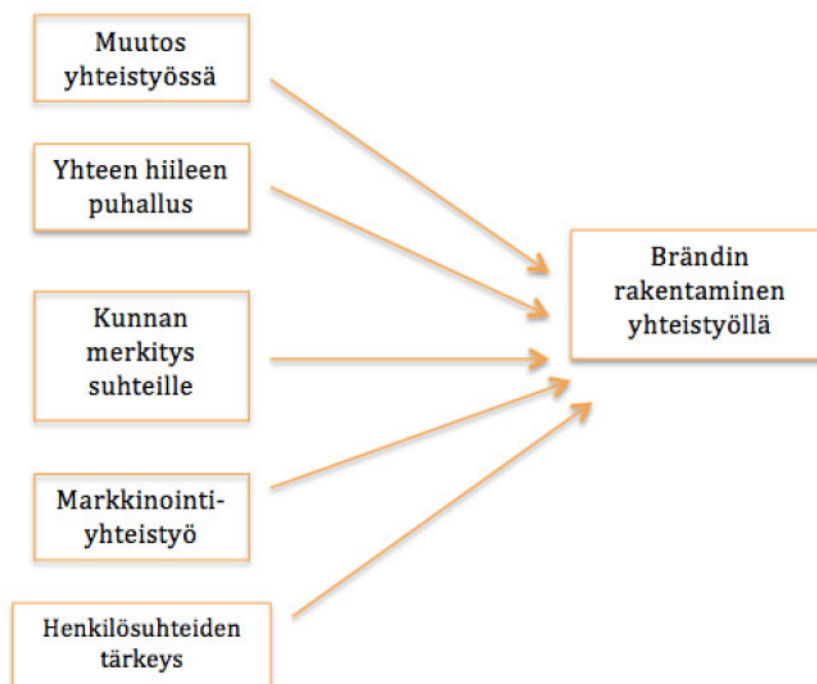 Muutos
yhteistyössä
Yhteen hiileen
puhallus
Kunnan
merkitys
suhteille
Markkinointi-
yhteistyö
Henkilösuhteiden
tärkeys
Brändin
rakentaminen
yhteistyöllä